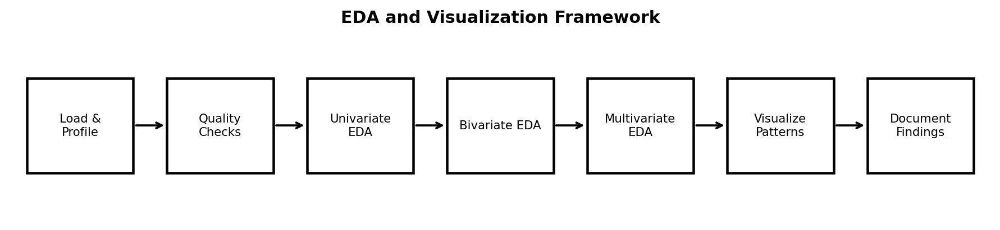 EDA and Visualization Framework
Load &
Profile
Quality
Checks
Univariate
EDA
Bivariate EDA
Multivariate
EDA
Visualize
Patterns
Document
Findings